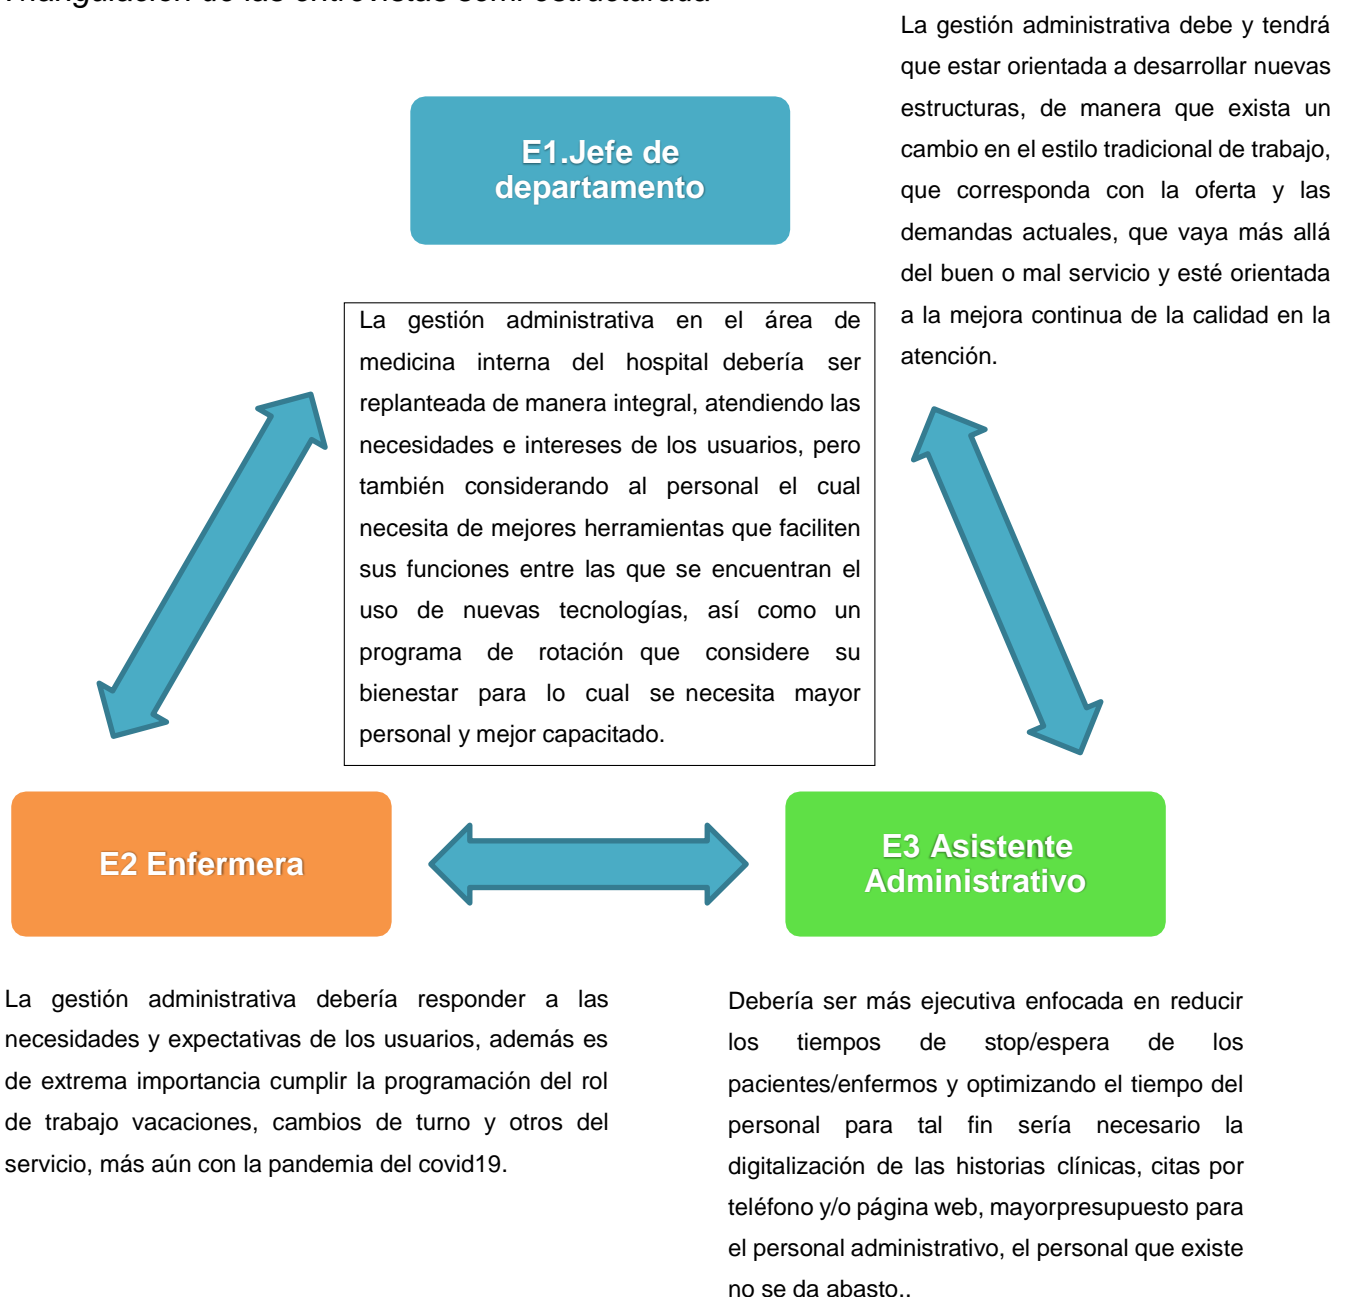 Triangulación de las entrevistas semi estructurada
La gestión administrativa debe y tendrá
que estar orientada a desarrollar nuevas
estructuras, de manera que exista un
cambio en el estilo tradicional de trabajo,
que corresponda con la oferta y las
demandas actuales, que vaya más allá
del buen o mal servicio y esté orientada
a la mejora continua de la calidad en la
atención.
E1.Jefe de
departamento
La gestión administrativa en el área de
medicina interna del hospital debería ser
replanteada de manera integral, atendiendo las
necesidades e intereses de los usuarios, pero
también considerando al personal el cual
necesita de mejores herramientas que faciliten
sus funciones entre las que se encuentran el
uso de nuevas tecnologías, así como un
programa de rotación que considere su
bienestar para lo cual se necesita mayor
personal y mejor capacitado.
E2 Enfermera
E3 Asistente
Administrativo
La gestión administrativa debería responder a las
necesidades y expectativas de los usuarios, además es
de extrema importancia cumplir la programación del rol
de trabajo vacaciones, cambios de turno y otros del
servicio, más aún con la pandemia del covid19.
Debería ser más ejecutiva enfocada en reducir
los tiempos de stop/espera de los
pacientes/enfermos y optimizando el tiempo del
personal para tal fin sería necesario la
digitalización de las historias clínicas, citas por
teléfono y/o página web, mayorpresupuesto para
el personal administrativo, el personal que existe
no se da abasto..